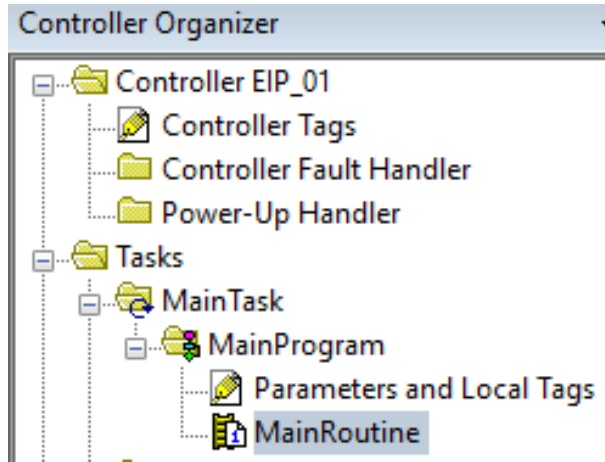 Controller Organizer
Controller EIP_01
Controller Tags
Controller Fault Handler
Power-Up Handler
Tasks
MainTask
MainProgram
Parameters and Local Tags
MainRoutine